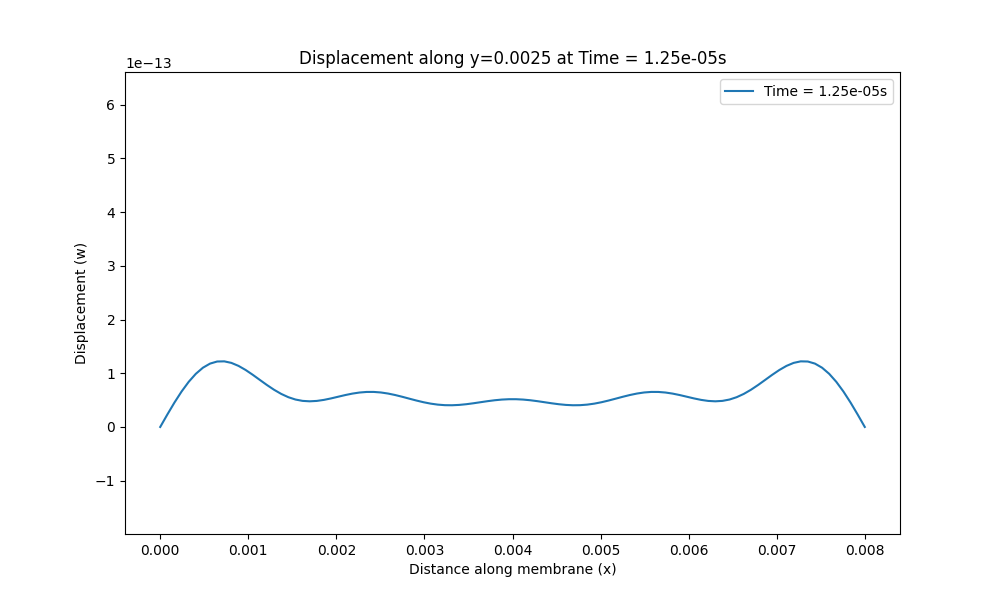 Displacement along y=0.0025 at Time = 1.25e-05s
1e−13
Time = 1.25e-05s
6
5
4
3
2
1
0
−1
Displacement (w)
0.000 0.001 0.002 0.003 0.004 0.005 0.006 0.007 0.008
Distance along membrane (x)